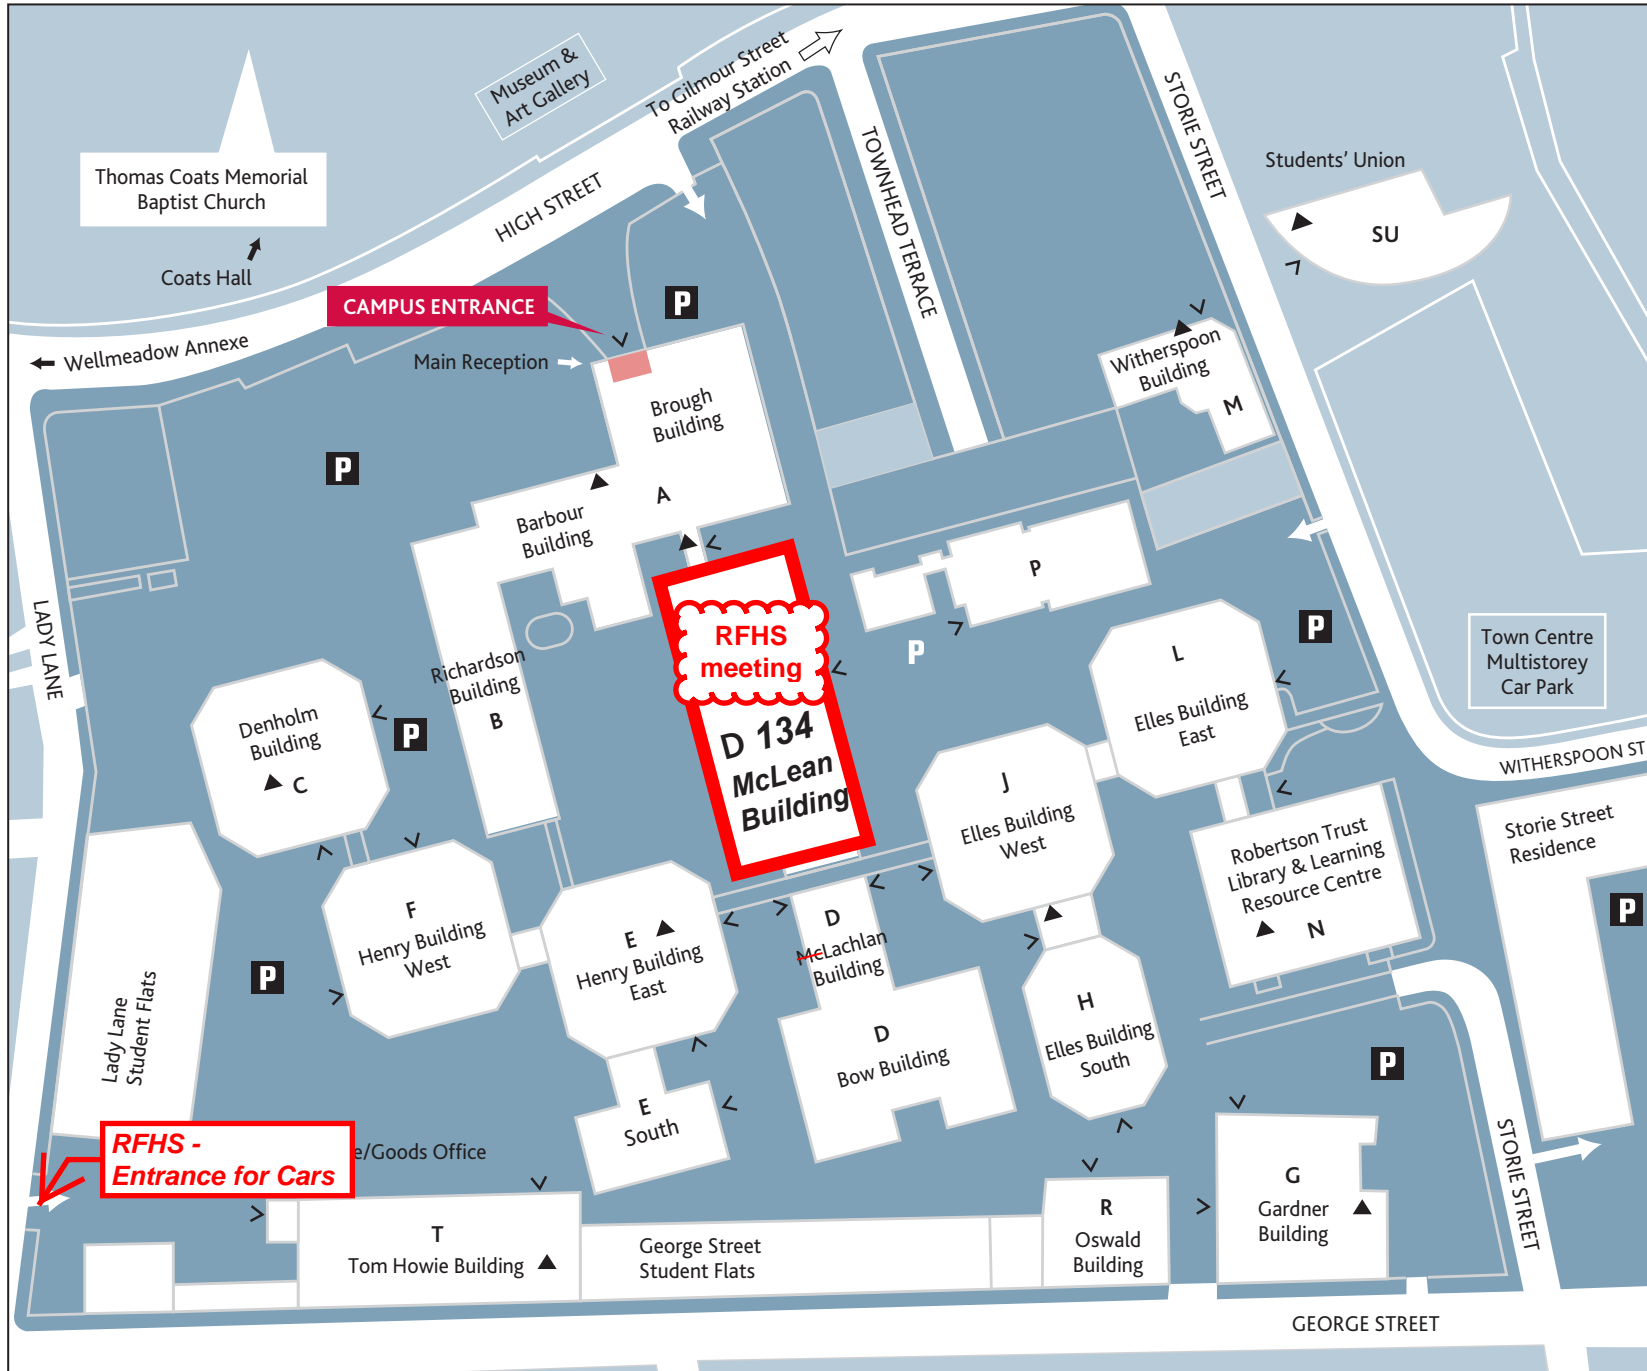 Museum &
Art Gallery
To Gilmour Street
Railway Station
STORIE STREET
TOWNHEAD TERRACE
Students' Union
SU
Thomas Coats Memorial
Baptist Church
HIGH STREET
Coats Hall
CAMPUS ENTRANCE
P
Wellmeadow Annexe
Main Reception
Witherspoon
Building
M
Brough
Building
P
A
Barbour
Building
P
LADY LANE
RFHS
meeting
P
P
Town Centre
Multistorey
Car Park
L
Elles Building
East
Richardson
Building
B
Denholm
Building
C
P
D 134
McLean
Building
WITHERSPOON ST
J
Elles Building
West
Storie Street
Residence
Robertson Trust
Library & Learning
Resource Centre
N
P
F
Henry Building
West
E
Henry Building
East
D
McLachlan
Building
P
H
Elles Building
South
D
Bow Building
Lady Lane
Student Flats
P
E
South
RFHS -
Entrance for Cars
e/Goods Office
STORIE STREET
G
Gardner
Building
R
Oswald
Building
T
Tom Howie Building
George Street
Student Flats
GEORGE STREET